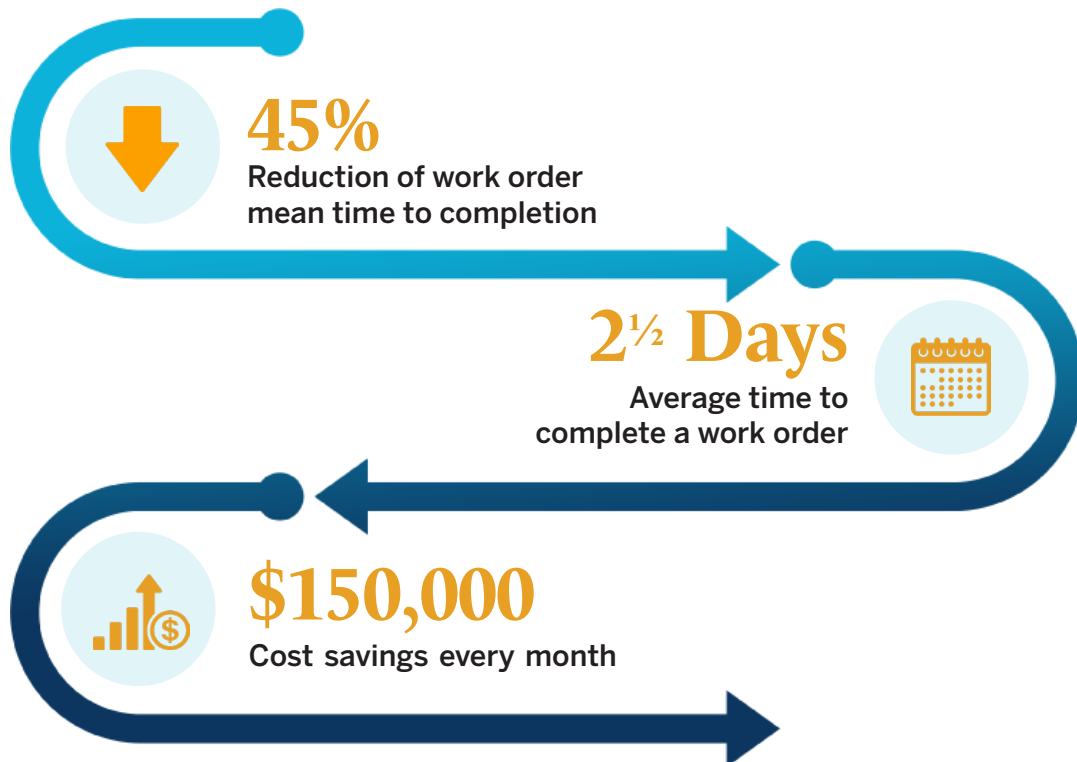 45%
Reduction of work order
mean time to completion
2½ Days
Average time to
complete a work order
$150,000
Cost savings every month
$